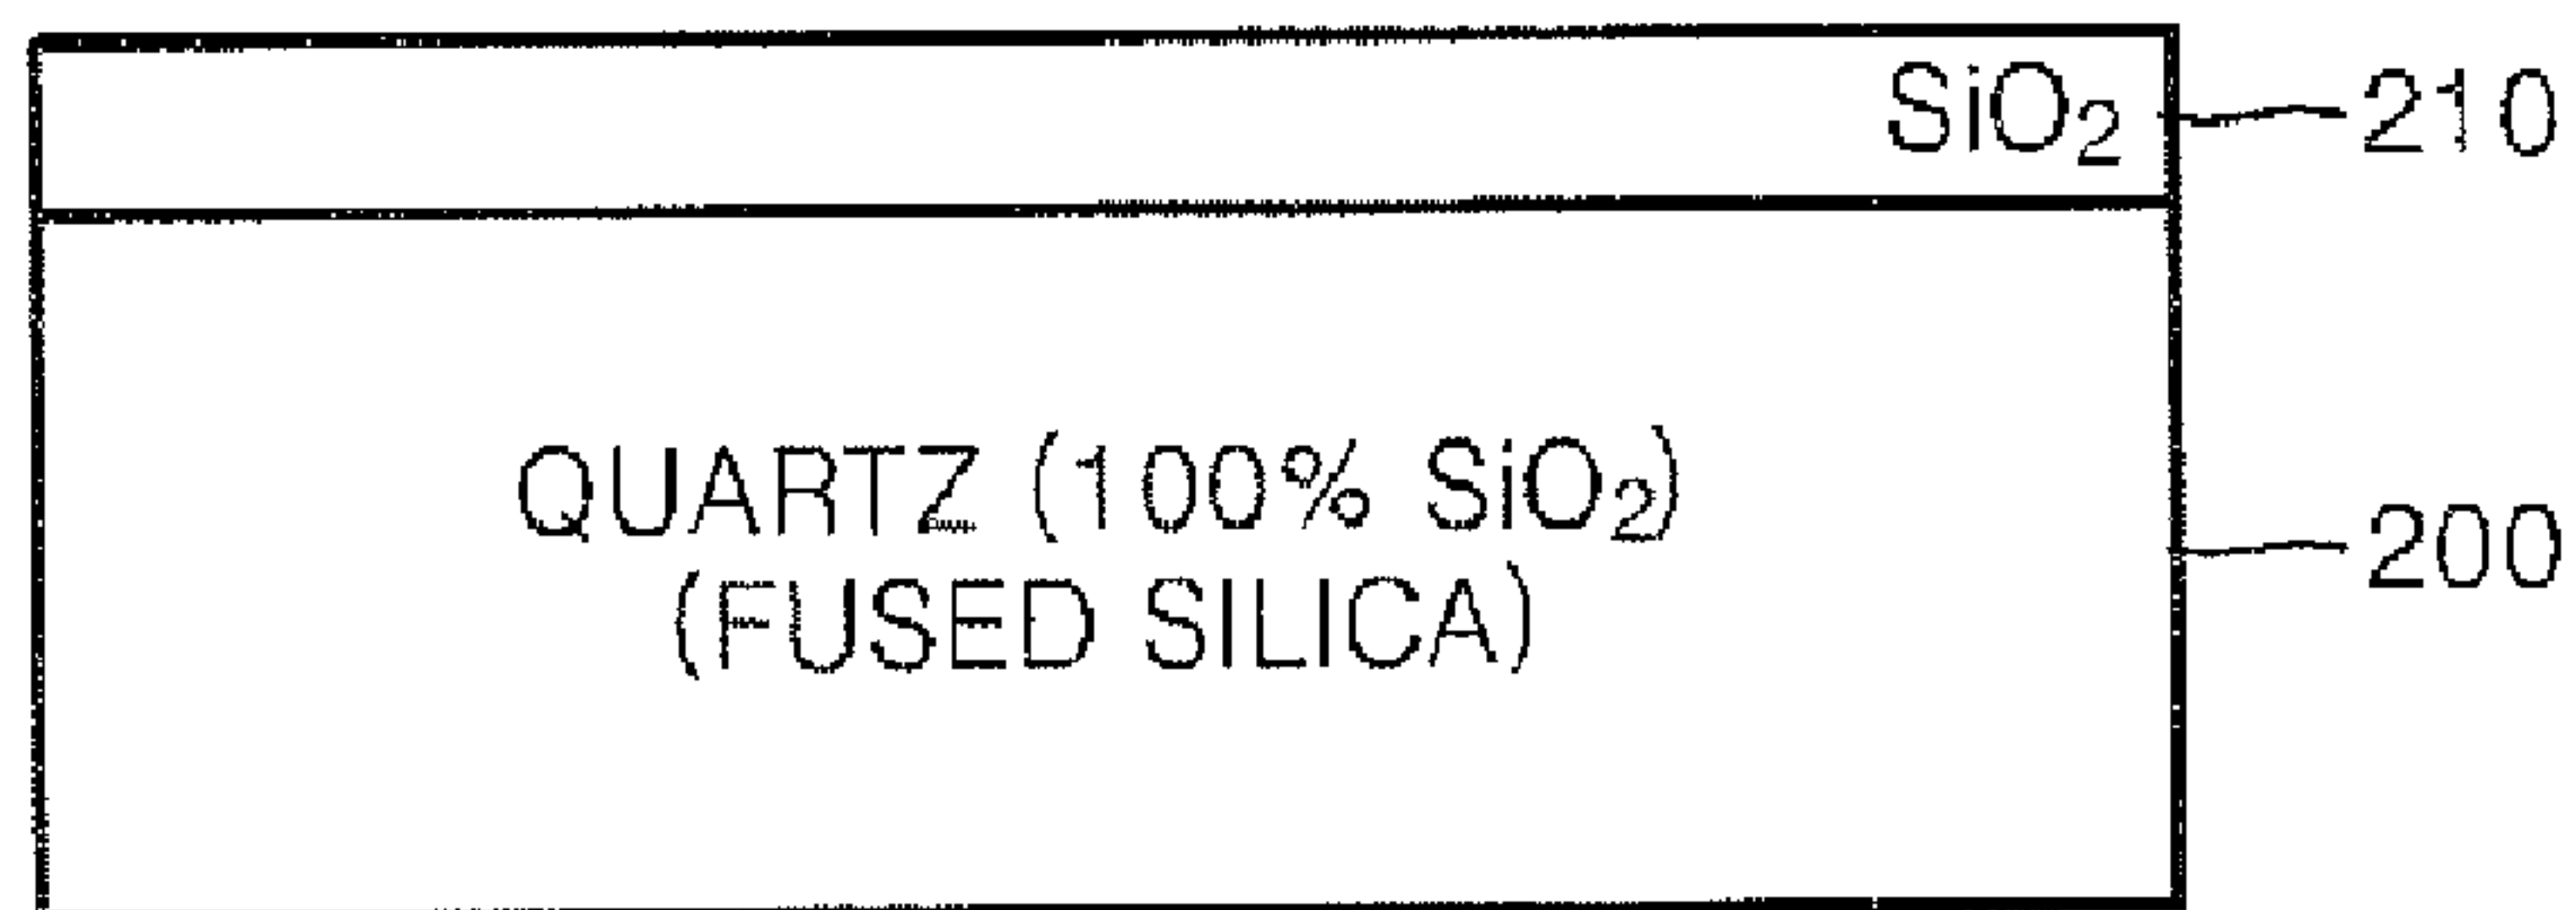 SiO₂ 210
QUARTZ (100% SiO₂)
(FUSED SILICA)
200